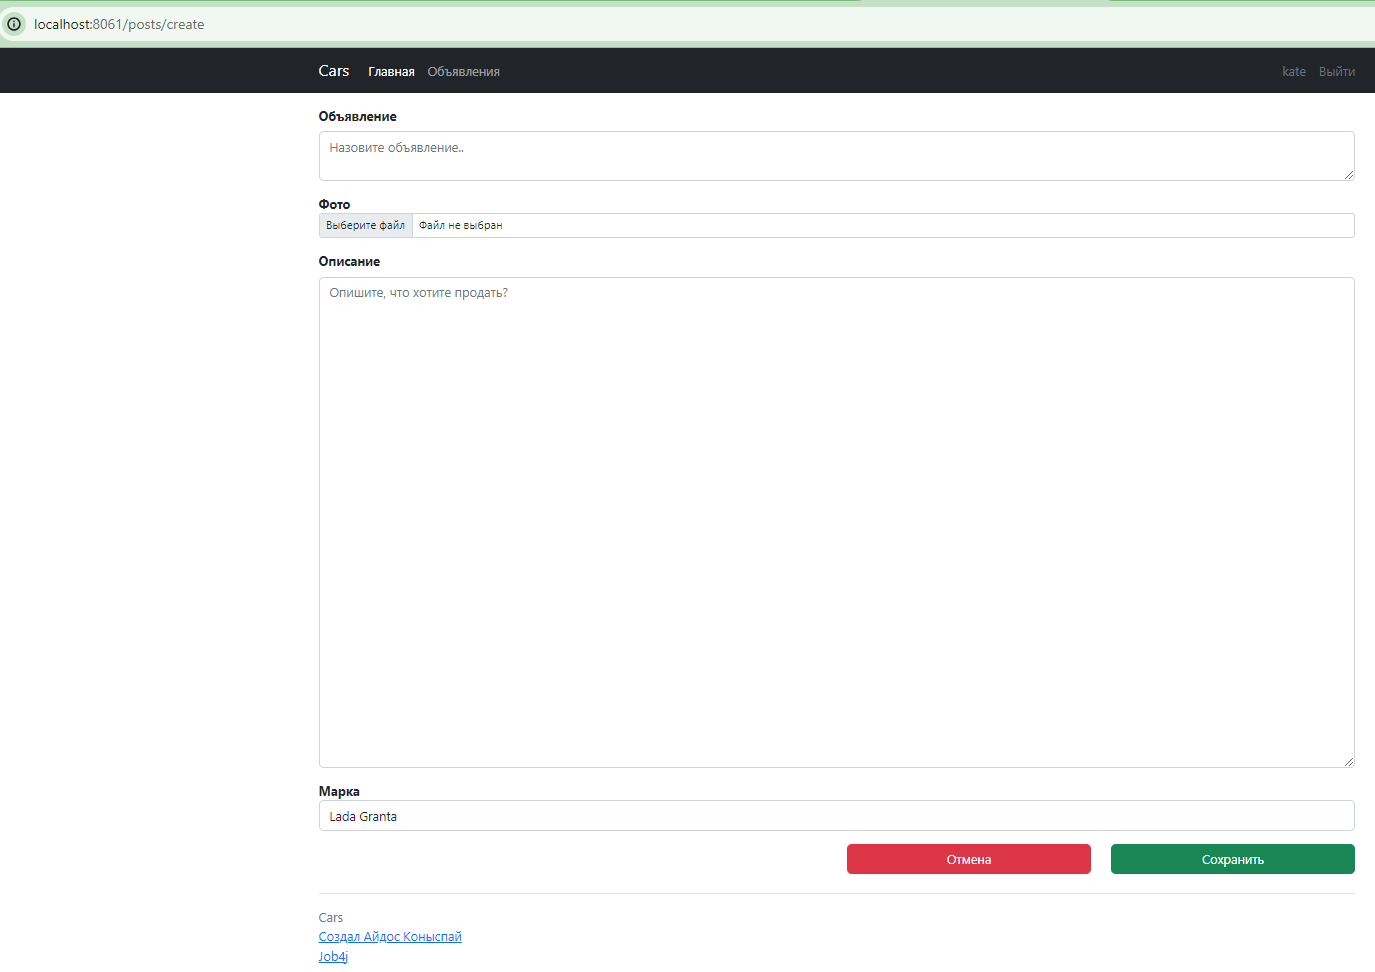 localhost:8061/posts/create
Cars Главная Объявления kate Выйти
Объявление
Назовите объявление..
Фото
Выберите файл Файл не выбран
Описание
Опишите, что хотите продать?
Марка
Lada Granta
Отмена Сохранить
Cars
Создал Айдос Коныспай
Job4j